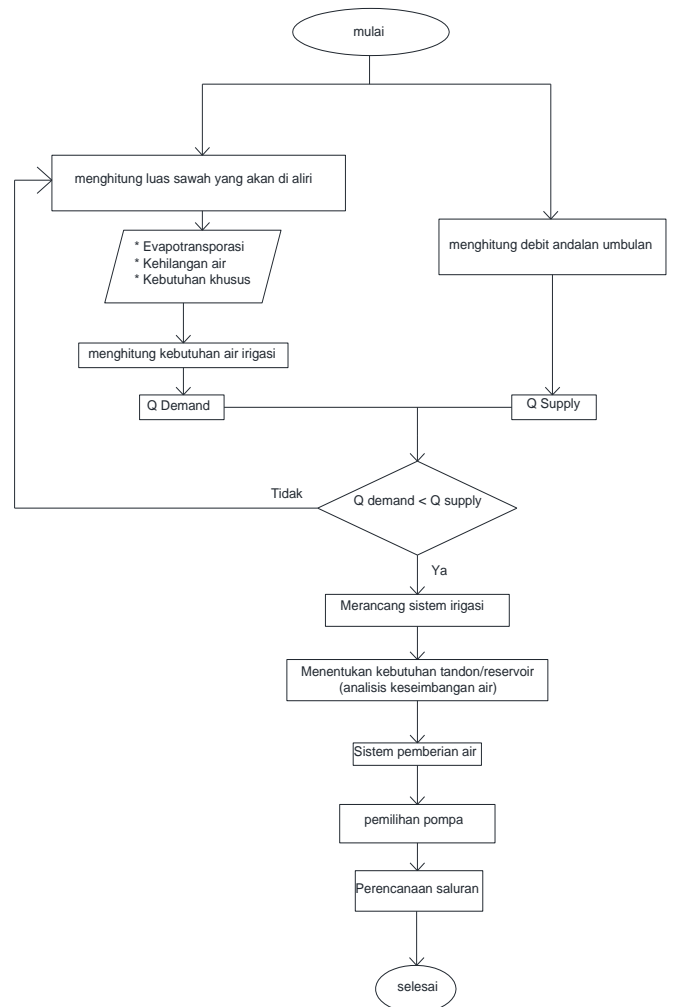 mulai
menghitung luas sawah yang akan di aliri
* Evapotransporasi
* Kehilangan air
* Kebutuhan khusus
menghitung debit andalan umbulan
menghitung kebutuhan air irigasi
Q Demand
Q Supply
Q demand < Q supply
Tidak
Ya
Merancang sistem irigasi
Menentukan kebutuhan tandon/reservoir
(analisis keseimbangan air)
Sistem pemberian air
pemilihan pompa
Perencanaan saluran
selesai